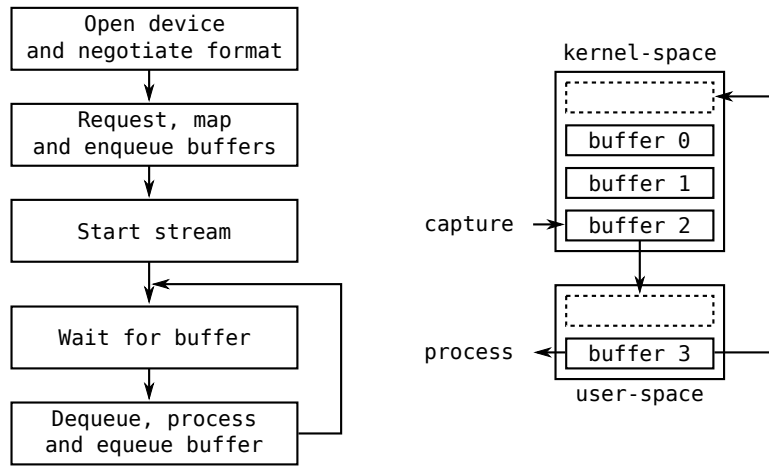 Open device
and negotiate format
Request, map
and enqueue buffers
Start stream
Wait for buffer
Dequeue, process
and equeue buffer
kernel-space
buffer 0
buffer 1
capture
buffer 2
process
buffer 3
user-space